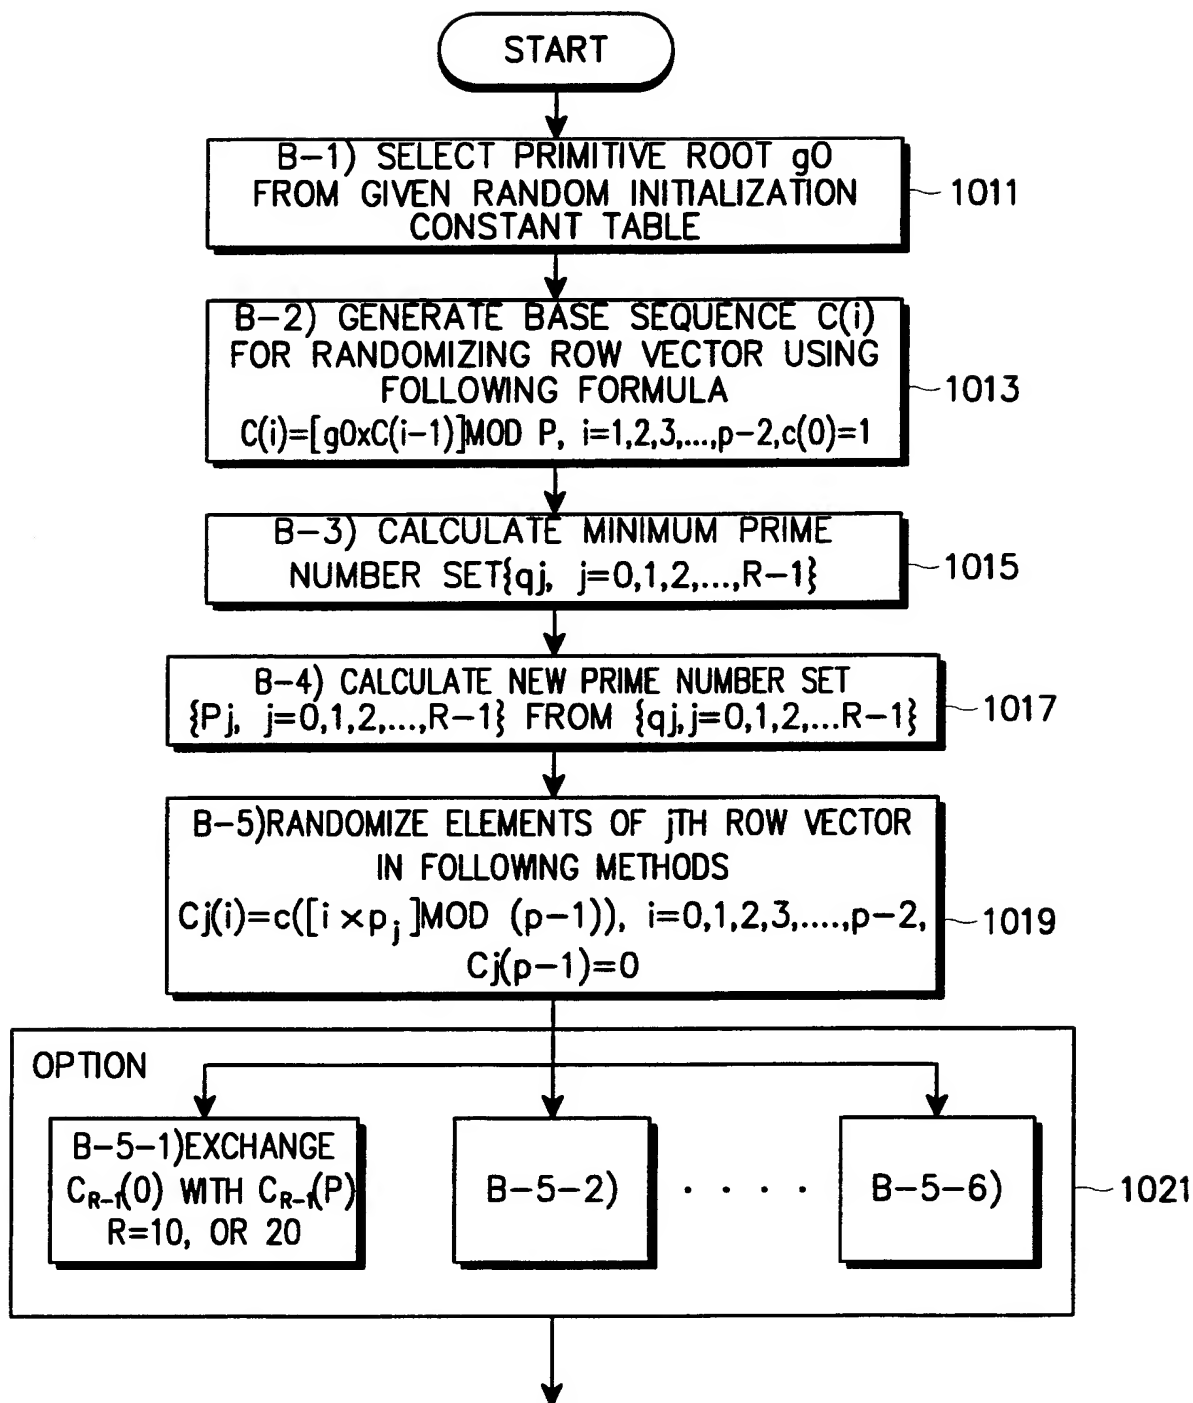 START
B-1) SELECT PRIMITIVE ROOT g0
FROM GIVEN RANDOM INITIALIZATION
CONSTANT TABLE
1011
B-2) GENERATE BASE SEQUENCE C(i)
FOR RANDOMIZING ROW VECTOR USING
FOLLOWING FORMULA
C(i)=[g0xC(i-1)]MOD P, i=1,2,3,...,p-2,c(0)=1
1013
B-3) CALCULATE MINIMUM PRIME
NUMBER SET{qj, j=0,1,2,...,R-1}
1015
B-4) CALCULATE NEW PRIME NUMBER SET
{Pj, j=0,1,2,...,R-1} FROM {qj,j=0,1,2,...R-1}
1017
B-5)RANDOMIZE ELEMENTS OF jTH ROW VECTOR
IN FOLLOWING METHODS
Cj(i)=c([i×pj]MOD (p-1)), i=0,1,2,3,....,p-2,
Cj(p-1)=0
1019
OPTION
B-5-1)EXCHANGE
CR-1(0) WITH CR-1(P)
R=10, OR 20
B-5-2)
. . . .
B-5-6)
1021